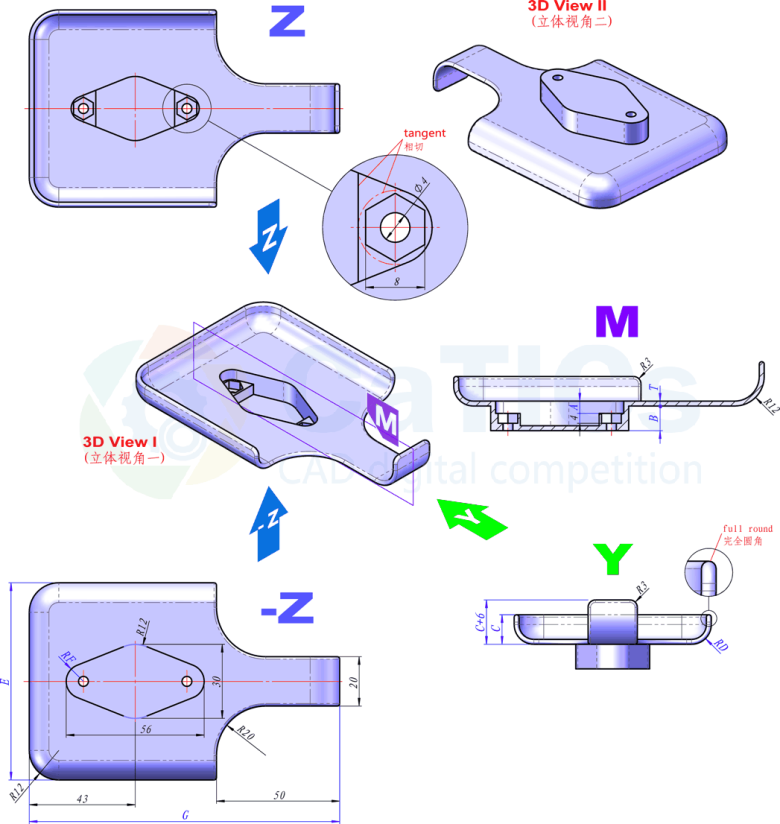 Z
3D View II
(立体视角二)
tangent
相切
Φ4
8
Z
M
R3
T
R12
A
B
M
CaTICs
CAD digital competition
3D View I
(立体视角一)
Y
-Z
full round
完全圆角
Y
-Z
R3
C+6
C
RD
R12
RF
E
30
20
56
R20
R12
43
50
G